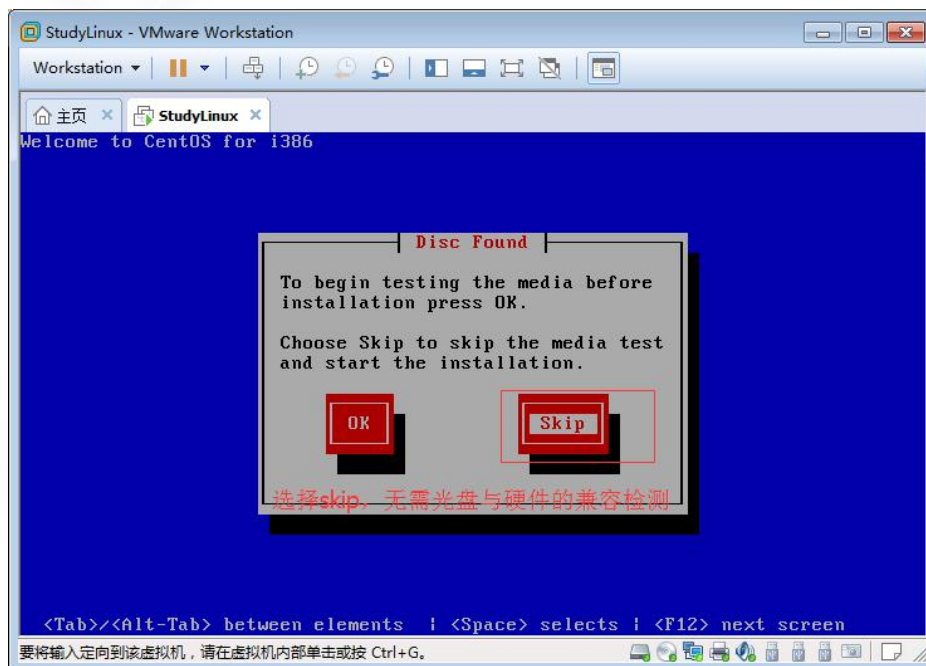 StudyLinux - VMware Workstation
Workstation
主页
StudyLinux
Welcome to CentOS for i386
Disc Found
To begin testing the media before
installation press OK.
Choose Skip to skip the media test
and start the installation.
OK
Skip
选择skip，无需光盘与硬件的兼容检测
<Tab>/<Alt-Tab> between elements | <Space> selects | <F12> next screen
要将输入定向到该虚拟机，请在虚拟机内部单击或按 Ctrl+G。